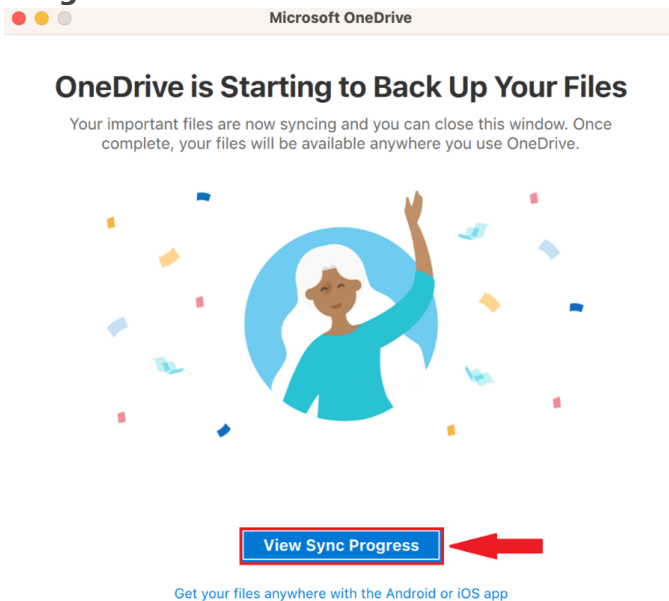 Microsoft OneDrive
OneDrive is Starting to Back Up Your Files
Your important files are now syncing and you can close this window. Once
complete, your files will be available anywhere you use OneDrive.
View Sync Progress
Get your files anywhere with the Android or iOS app